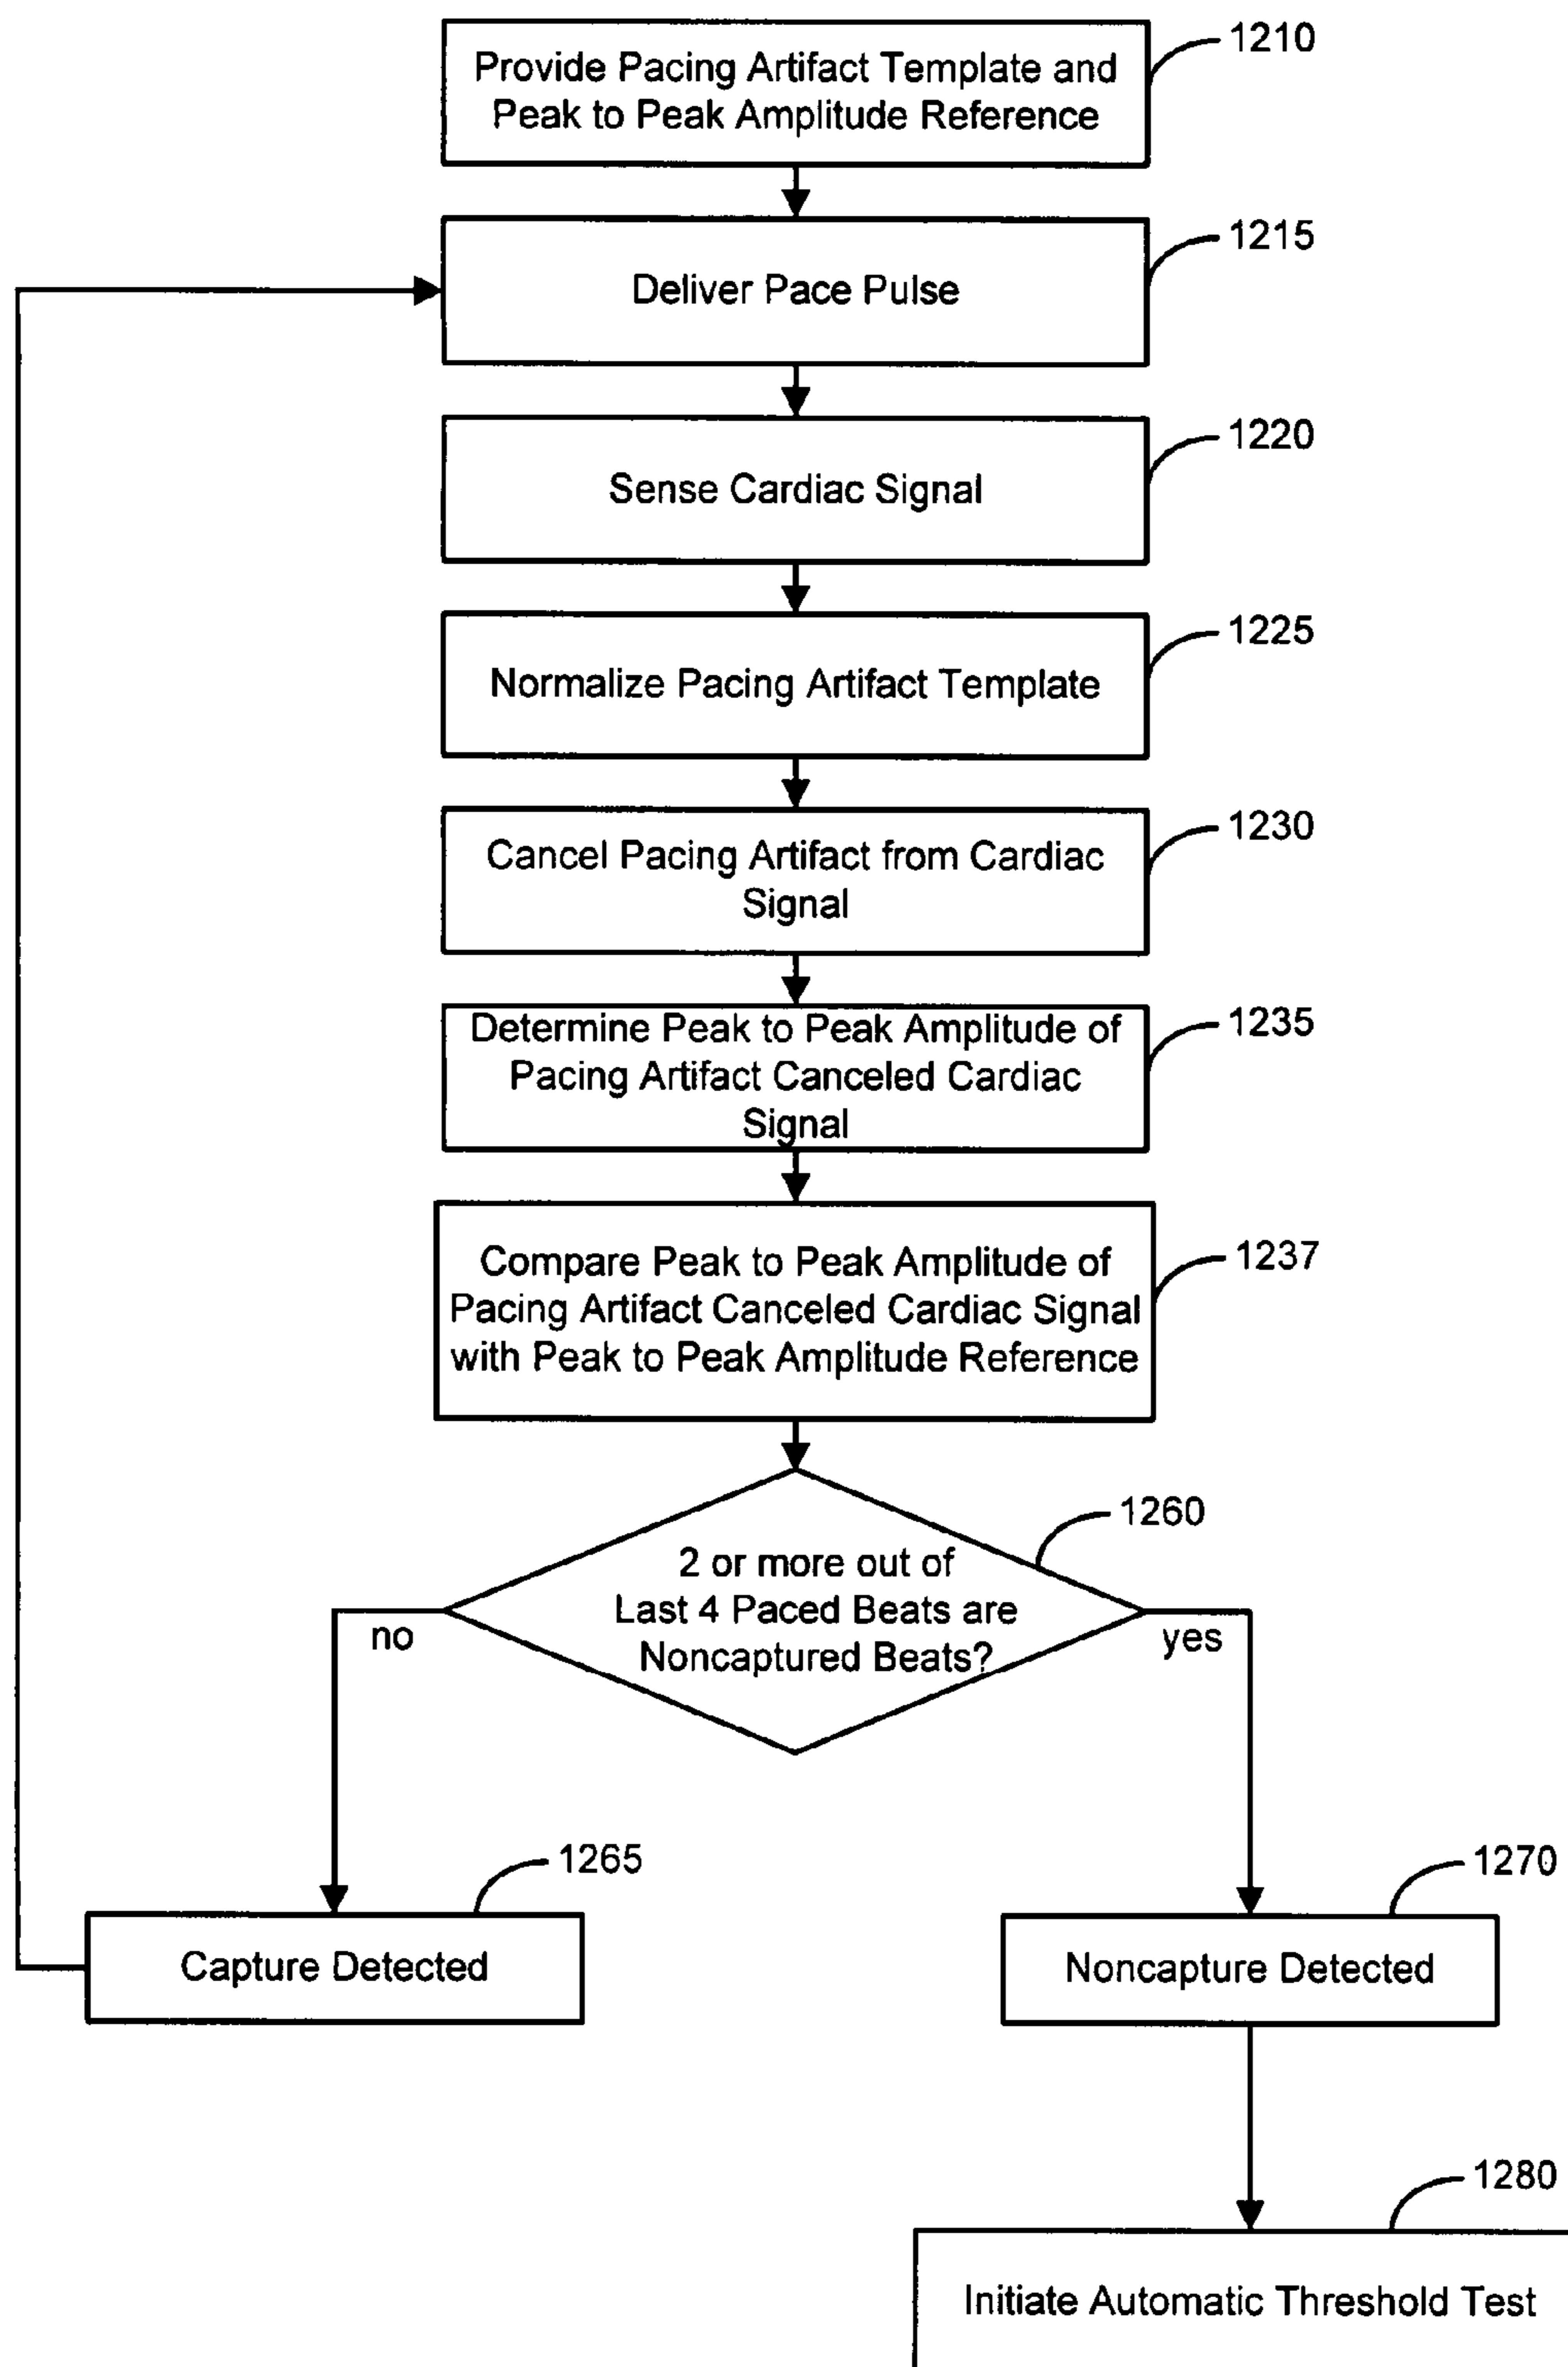 1210
Provide Pacing Artifact Template and
Peak to Peak Amplitude Reference
1215
Deliver Pace Pulse
1220
Sense Cardiac Signal
1225
Normalize Pacing Artifact Template
1230
Cancel Pacing Artifact from Cardiac
Signal
1235
Determine Peak to Peak Amplitude of
Pacing Artifact Canceled Cardiac
Signal
1237
Compare Peak to Peak Amplitude of
Pacing Artifact Canceled Cardiac Signal
with Peak to Peak Amplitude Reference
1260
2 or more out of
Last 4 Paced Beats are
Noncaptured Beats?
no
yes
1265
Capture Detected
1270
Noncapture Detected
1280
Initiate Automatic Threshold Test